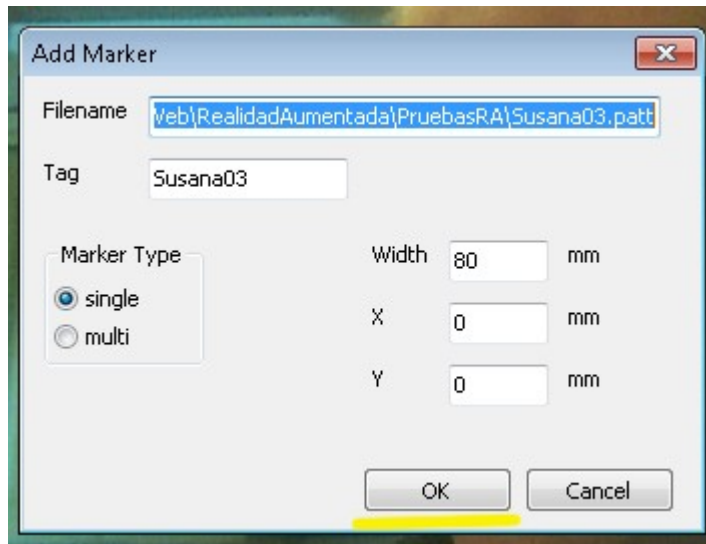 Add Marker
Filename Veb\RealidadAumentada\PruebasRA\Susana03.patt
Tag Susana03
Marker Type
single
multi
Width 80 mm
X 0 mm
Y 0 mm
OK Cancel